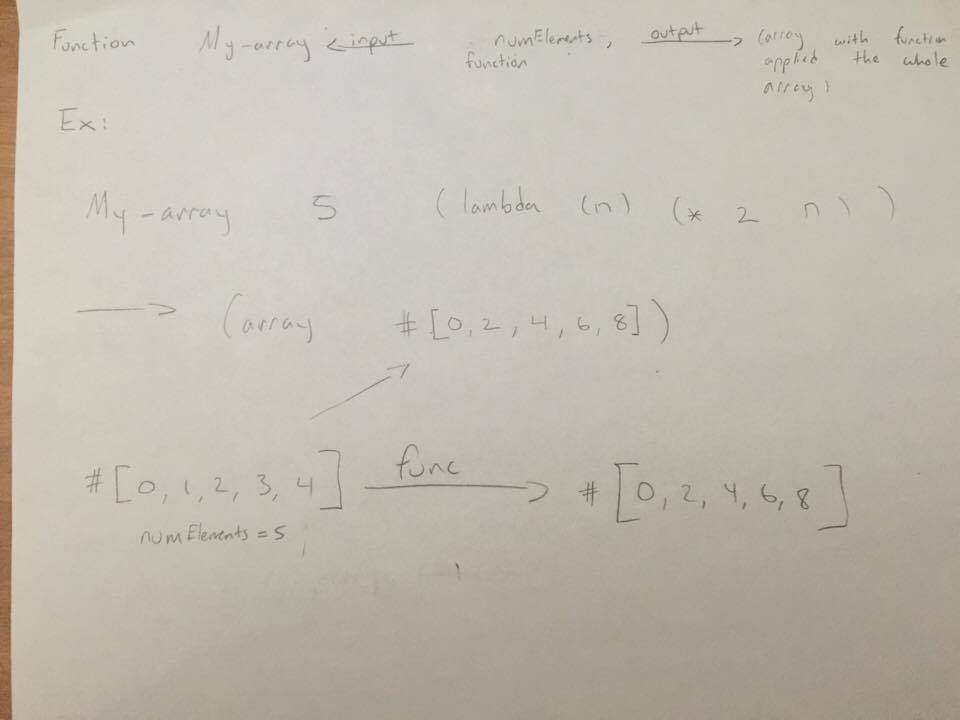 Function My-array input numElements, output (array with function
function applied the whole
array)
Ex:
My-array 5 (lambda (n) (* 2 n))
(array #[0, 2, 4, 6, 8])
#[0, 1, 2, 3, 4] func #[0, 2, 4, 6, 8]
numElements = 5